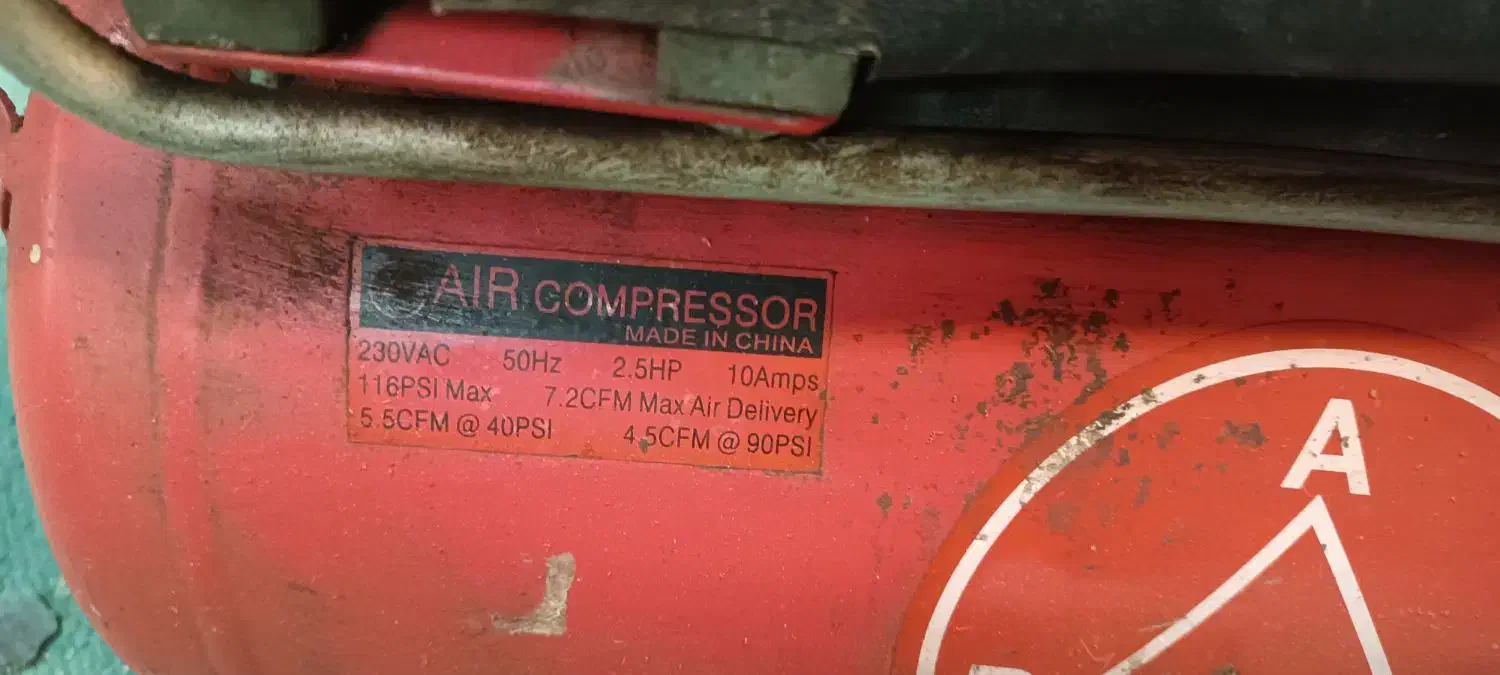 AIR COMPRESSOR
MADE IN CHINA
230VAC 50Hz 2.5HP 10Amps
116PSI Max 7.2CFM Max Air Delivery
5.5CFM @ 40PSI 4.5CFM @ 90PSI
A